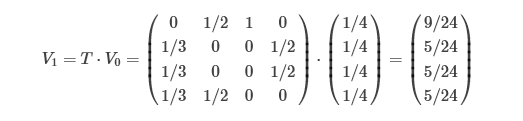 V₁ = T · V₀ = ( 0 1/2 1 0 ; 1/3 0 0 1/2 ; 1/3 0 0 1/2 ; 1/3 1/2 0 0 ) · ( 1/4 ; 1/4 ; 1/4 ; 1/4 ) = ( 9/24 ; 5/24 ; 5/24 ; 5/24 )